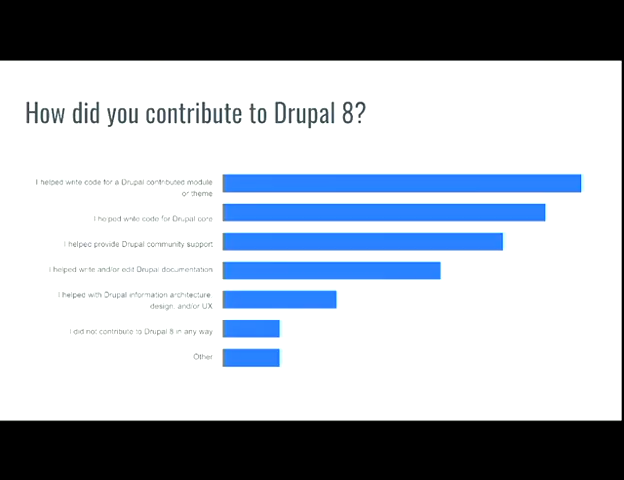 How did you contribute to Drupal 8?
I helped write code for a Drupal contributed module
or theme
I helped write code for Drupal core
I helped provide Drupal community support
I helped write and/or edit Drupal documentation
I helped with Drupal information architecture,
design, and/or UX
I did not contribute to Drupal 8 in any way
Other